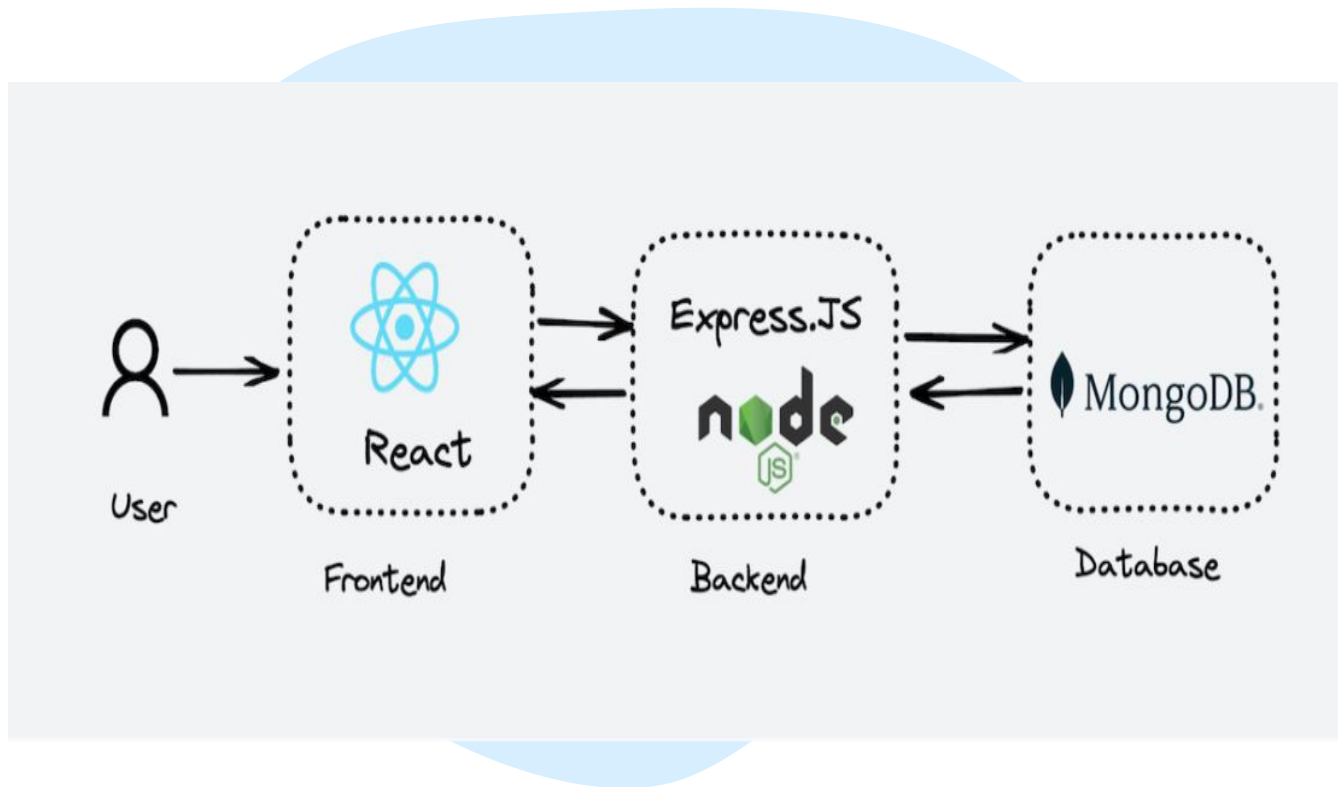 User
React
Frontend
Express.JS
node
JS
Backend
MongoDB.
Database